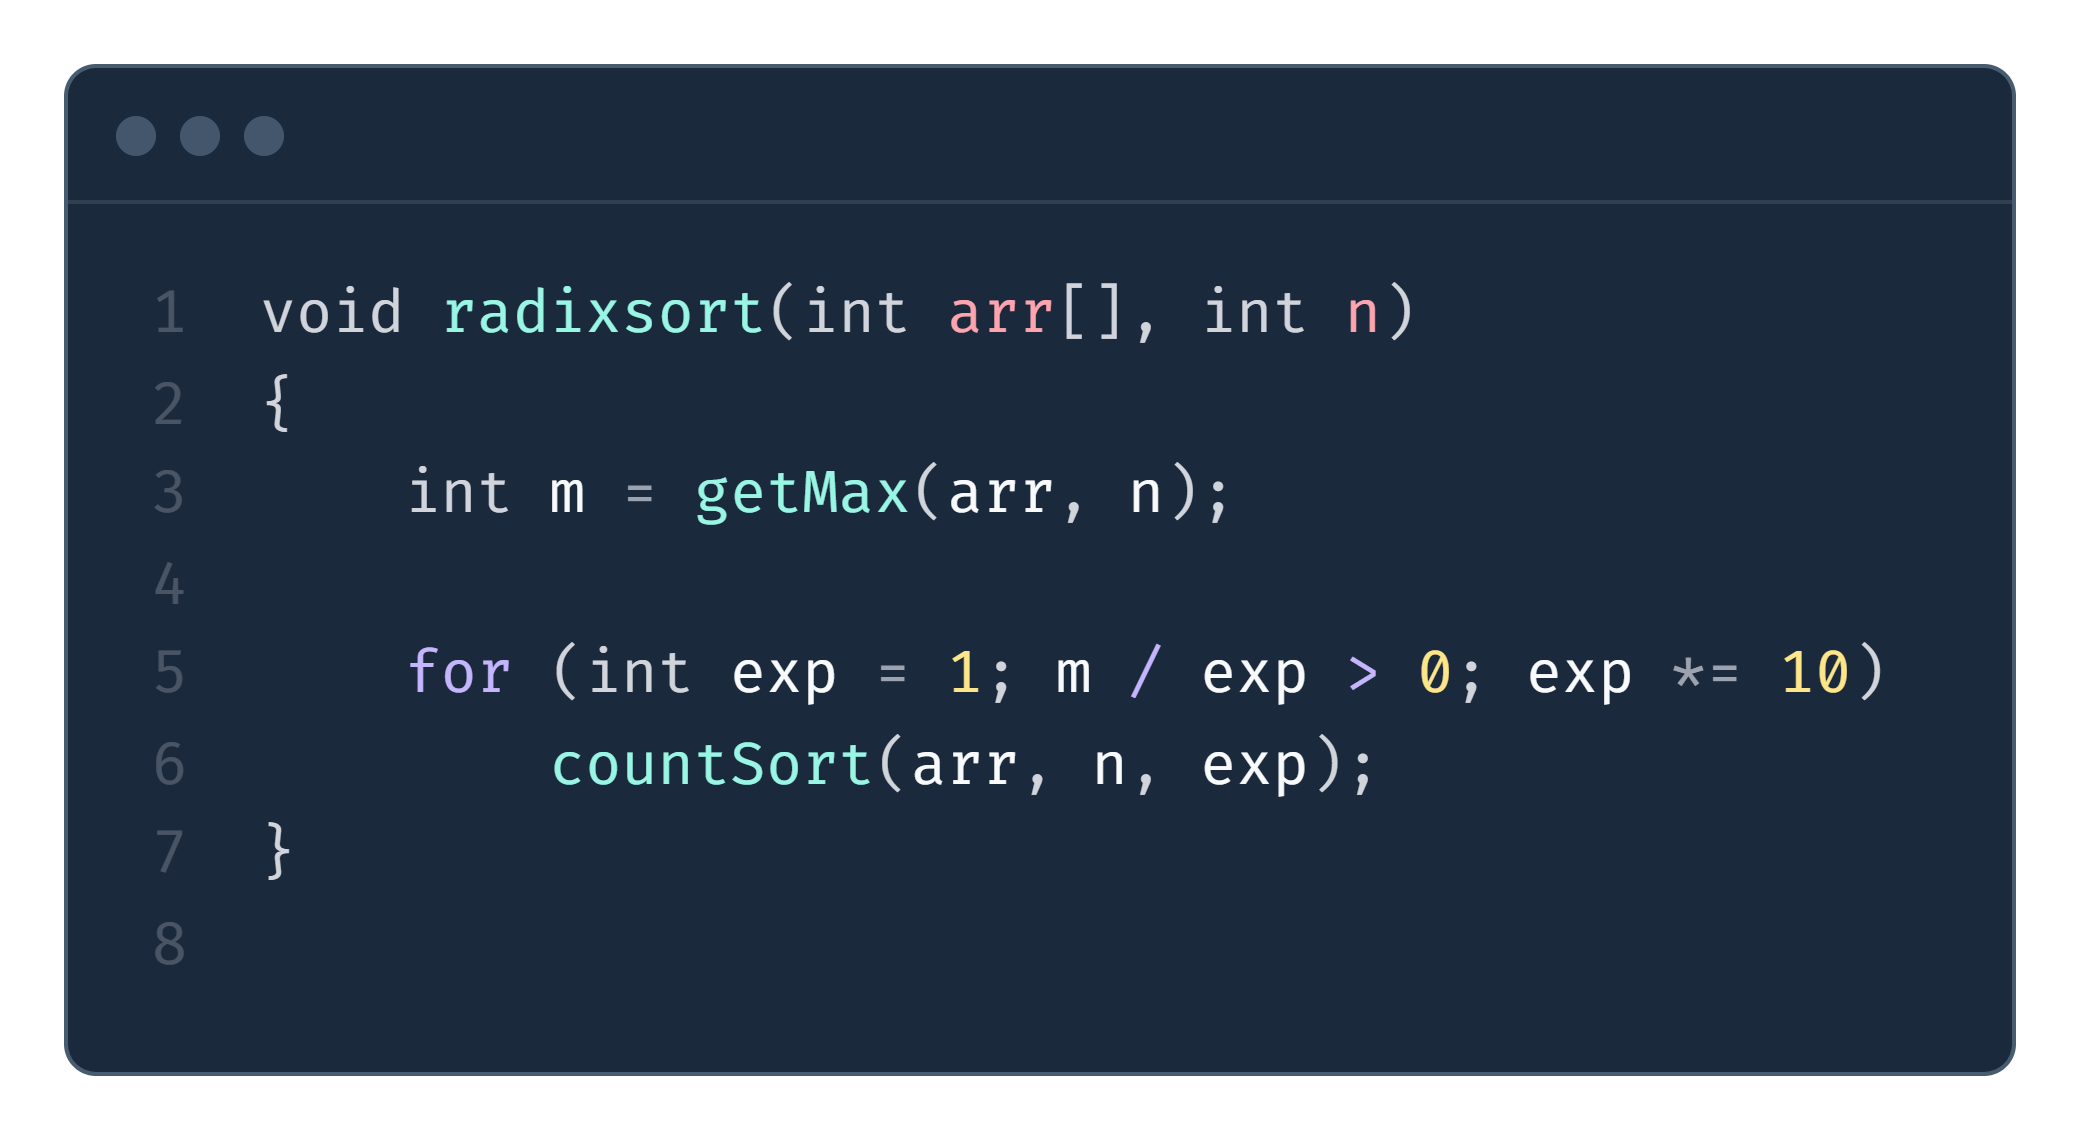 1 void radixsort(int arr[], int n)
2 {
3     int m = getMax(arr, n);
4
5     for (int exp = 1; m / exp > 0; exp *= 10)
6         countSort(arr, n, exp);
7 }
8